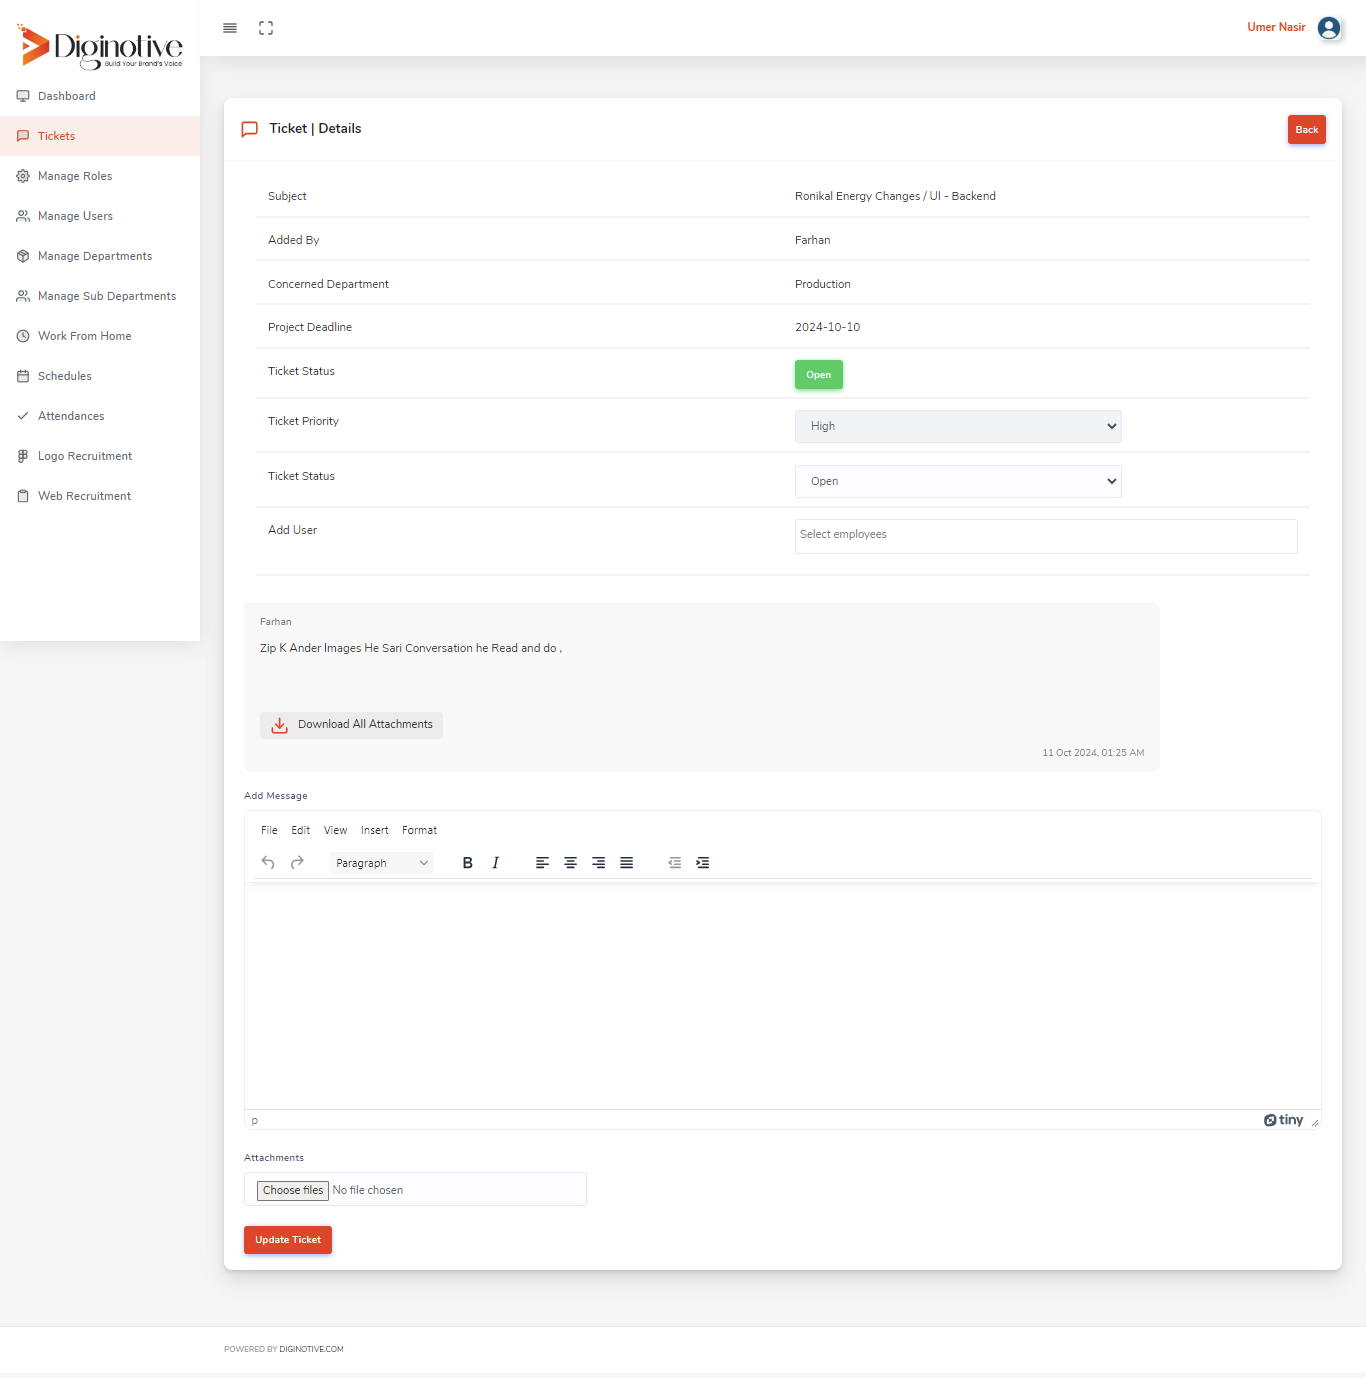 Diginotive
Build Your Brand's Voice
Umer Nasir
Dashboard
Tickets
Manage Roles
Manage Users
Manage Departments
Manage Sub Departments
Work From Home
Schedules
Attendances
Logo Recruitment
Web Recruitment
Ticket | Details
Back
Subject Ronikal Energy Changes / UI - Backend
Added By Farhan
Concerned Department Production
Project Deadline 2024-10-10
Ticket Status Open
Ticket Priority High
Ticket Status Open
Add User Select employees
Farhan
Zip K Ander Images He Sari Conversation he Read and do ,
Download All Attachments
11 Oct 2024, 01:25 AM
Add Message
File Edit View Insert Format
Paragraph B I
p tiny
Attachments
Choose files No file chosen
Update Ticket
POWERED BY DIGINOTIVE.COM